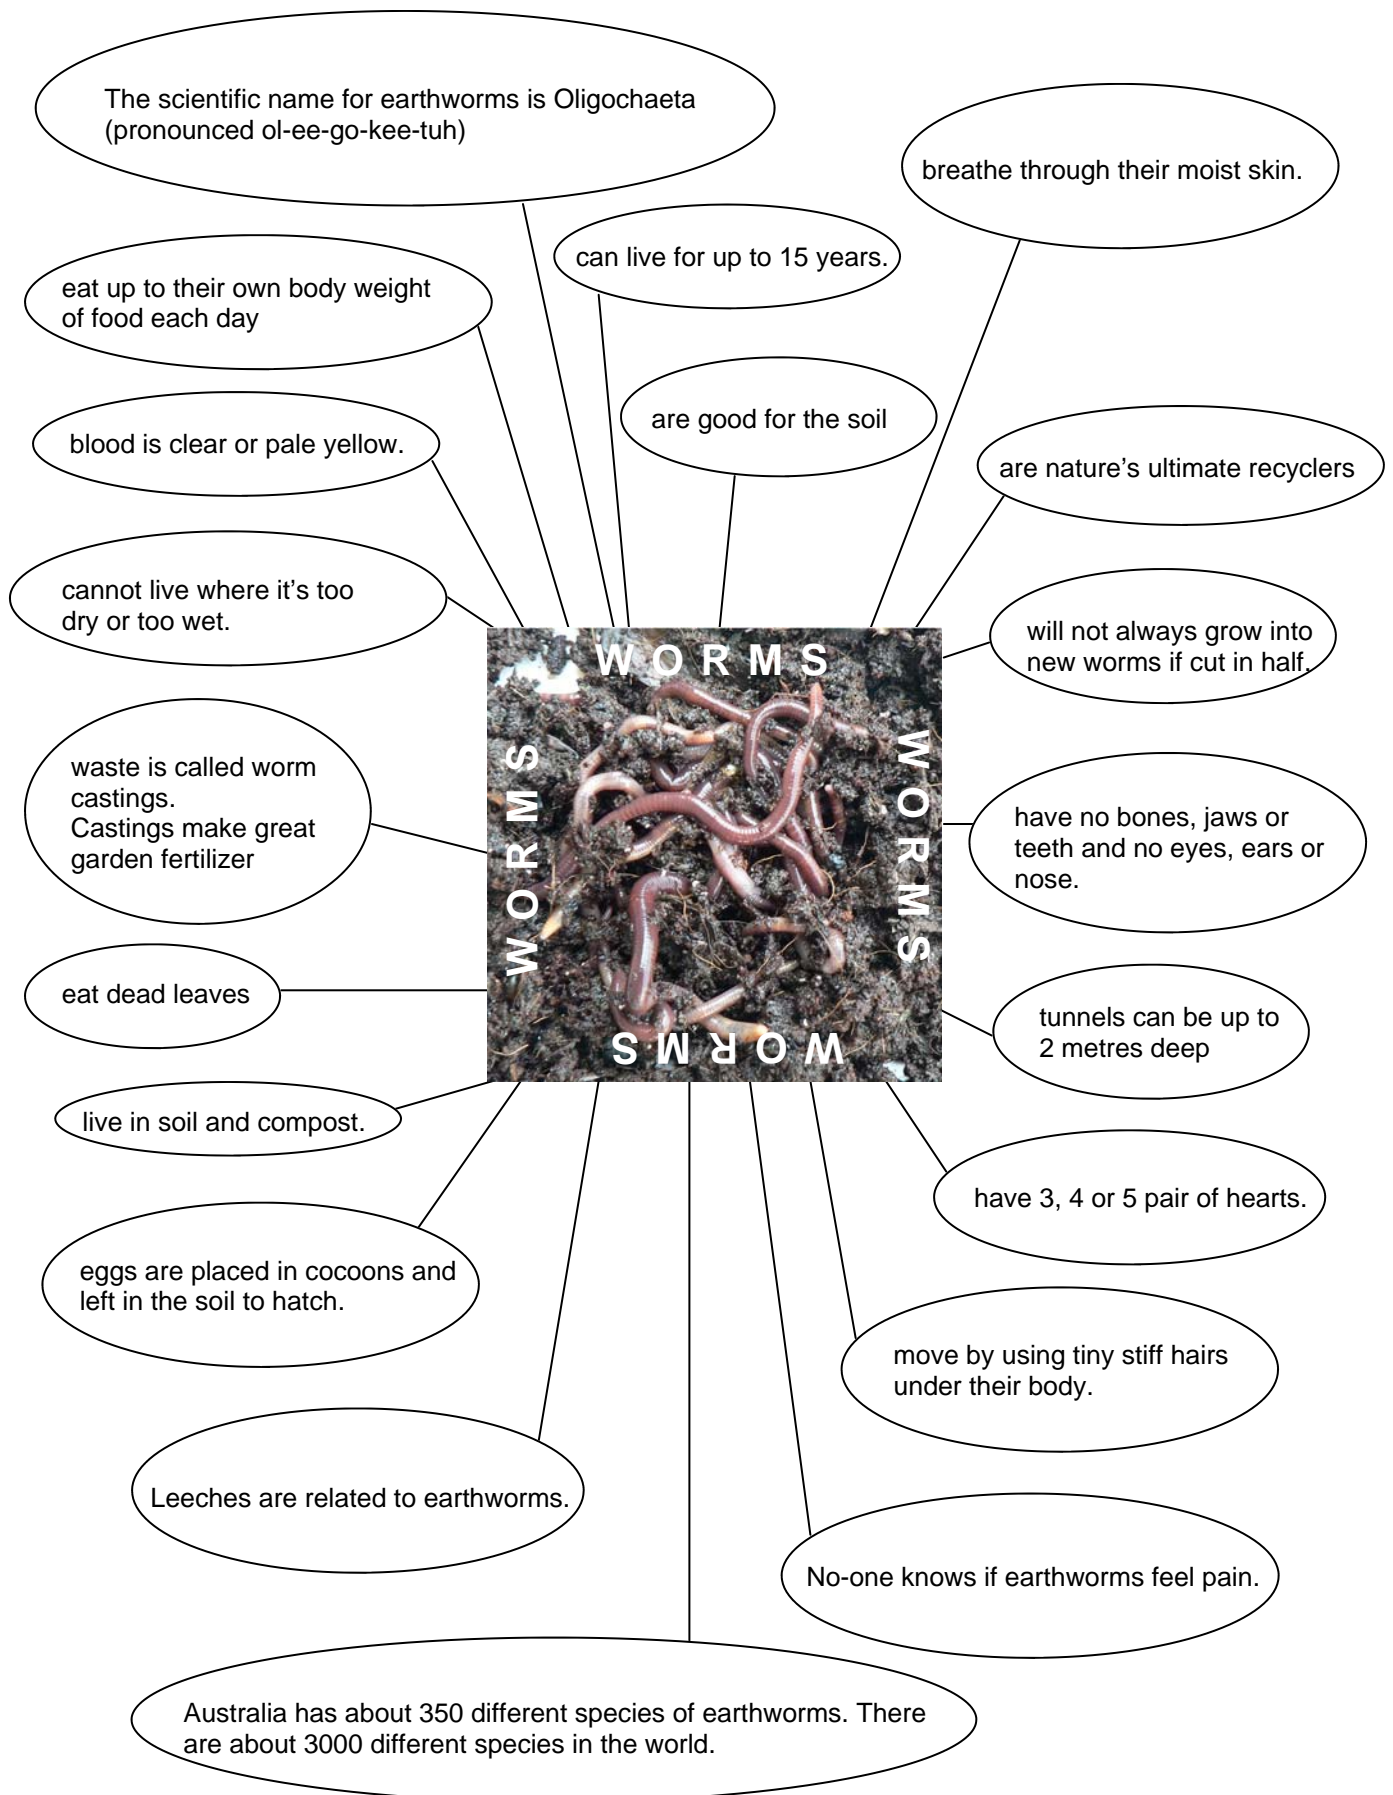 The scientific name for earthworms is Oligochaeta
(pronounced ol-ee-go-kee-tuh)
breathe through their moist skin.
can live for up to 15 years.
eat up to their own body weight
of food each day
are good for the soil
blood is clear or pale yellow.
are nature’s ultimate recyclers
cannot live where it’s too
dry or too wet.
will not always grow into
new worms if cut in half.
WORMS
WORMS
WORMS
WORMS
waste is called worm
castings.
Castings make great
garden fertilizer
have no bones, jaws or
teeth and no eyes, ears or
nose.
eat dead leaves
tunnels can be up to
2 metres deep
live in soil and compost.
have 3, 4 or 5 pair of hearts.
eggs are placed in cocoons and
left in the soil to hatch.
move by using tiny stiff hairs
under their body.
Leeches are related to earthworms.
No-one knows if earthworms feel pain.
Australia has about 350 different species of earthworms. There
are about 3000 different species in the world.